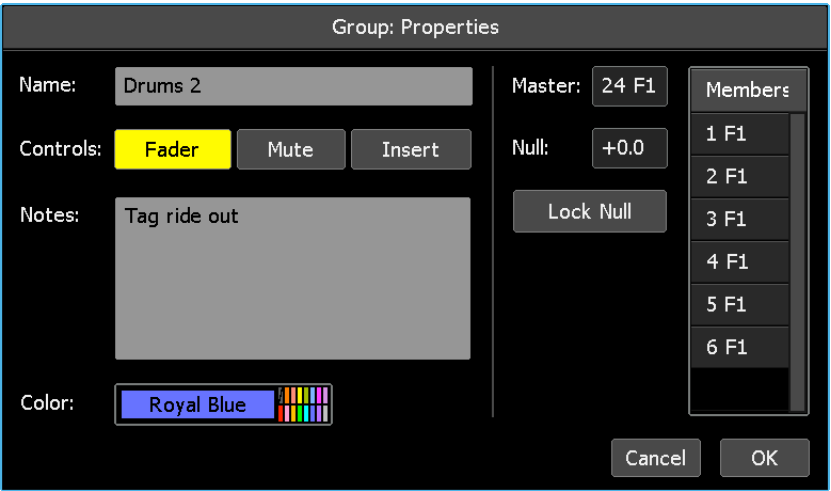 Group: Properties
Name: Drums 2
Controls: Fader Mute Insert
Notes: Tag ride out
Color: Royal Blue
Master: 24 F1
Null: +0.0
Lock Null
Members
1 F1
2 F1
3 F1
4 F1
5 F1
6 F1
Cancel OK